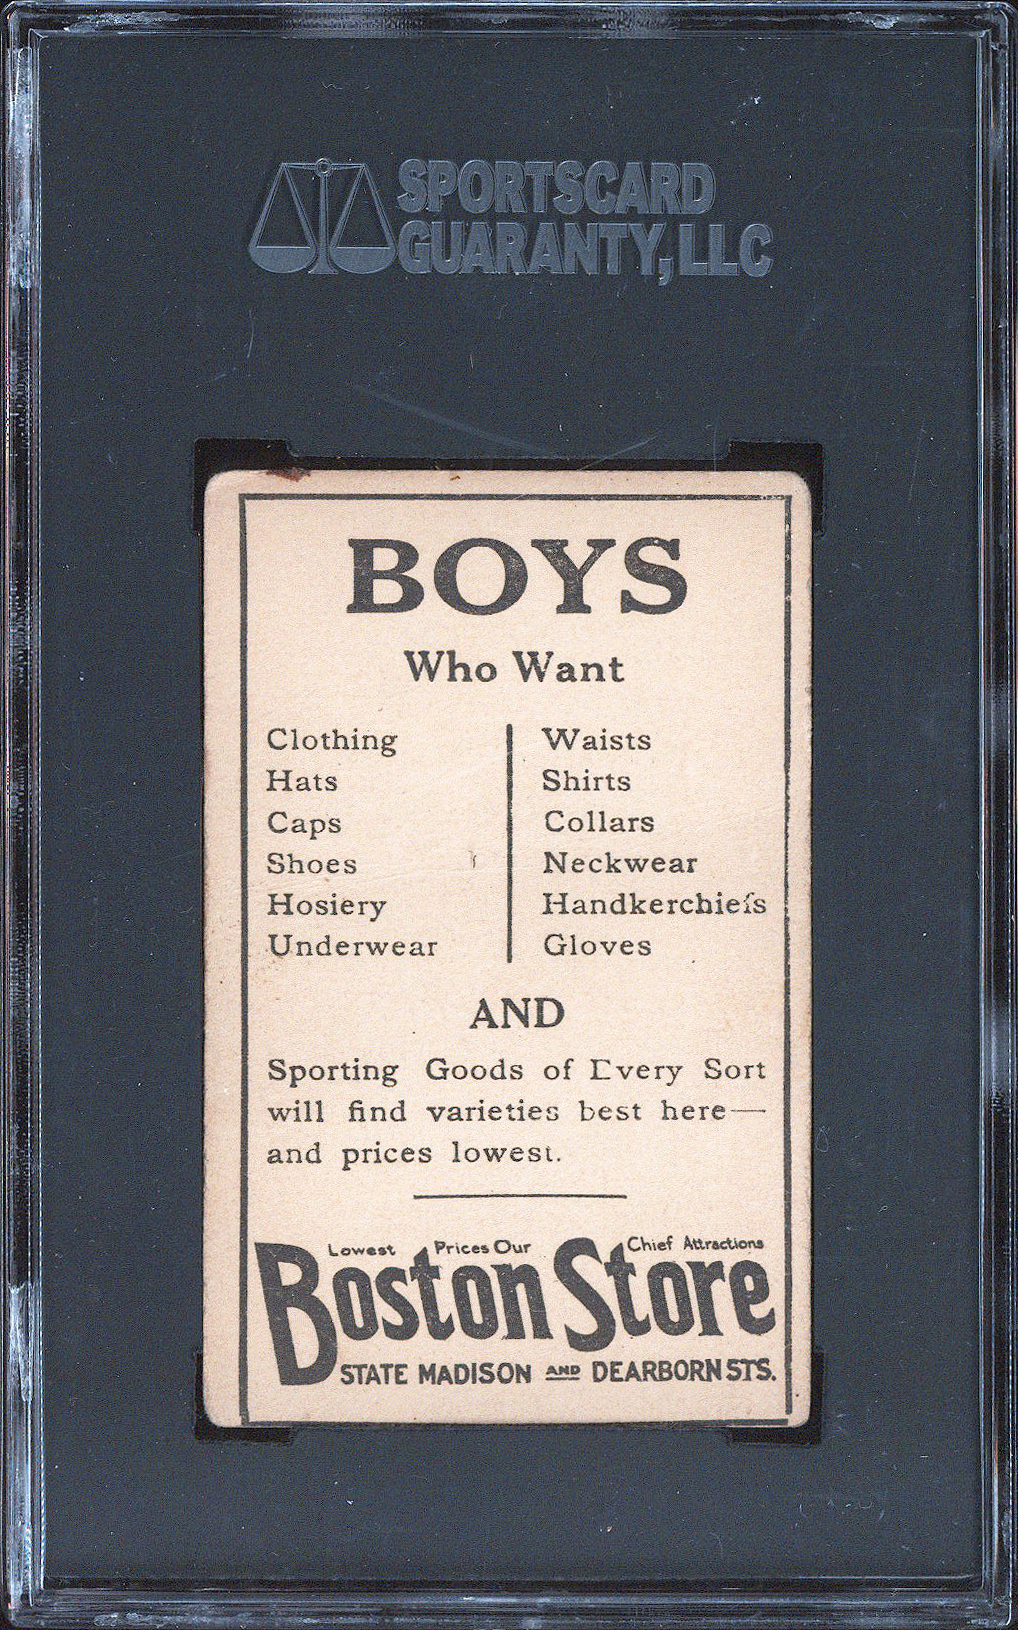 SPORTSCARD
GUARANTY, LLC
BOYS
Who Want
Clothing
Hats
Caps
Shoes
Hosiery
Underwear
Waists
Shirts
Collars
Neckwear
Handkerchiefs
Gloves
AND
Sporting Goods of Every Sort
will find varieties best here—
and prices lowest.
Lowest Prices Our Chief Attractions
Boston Store
STATE MADISON AND DEARBORN STS.